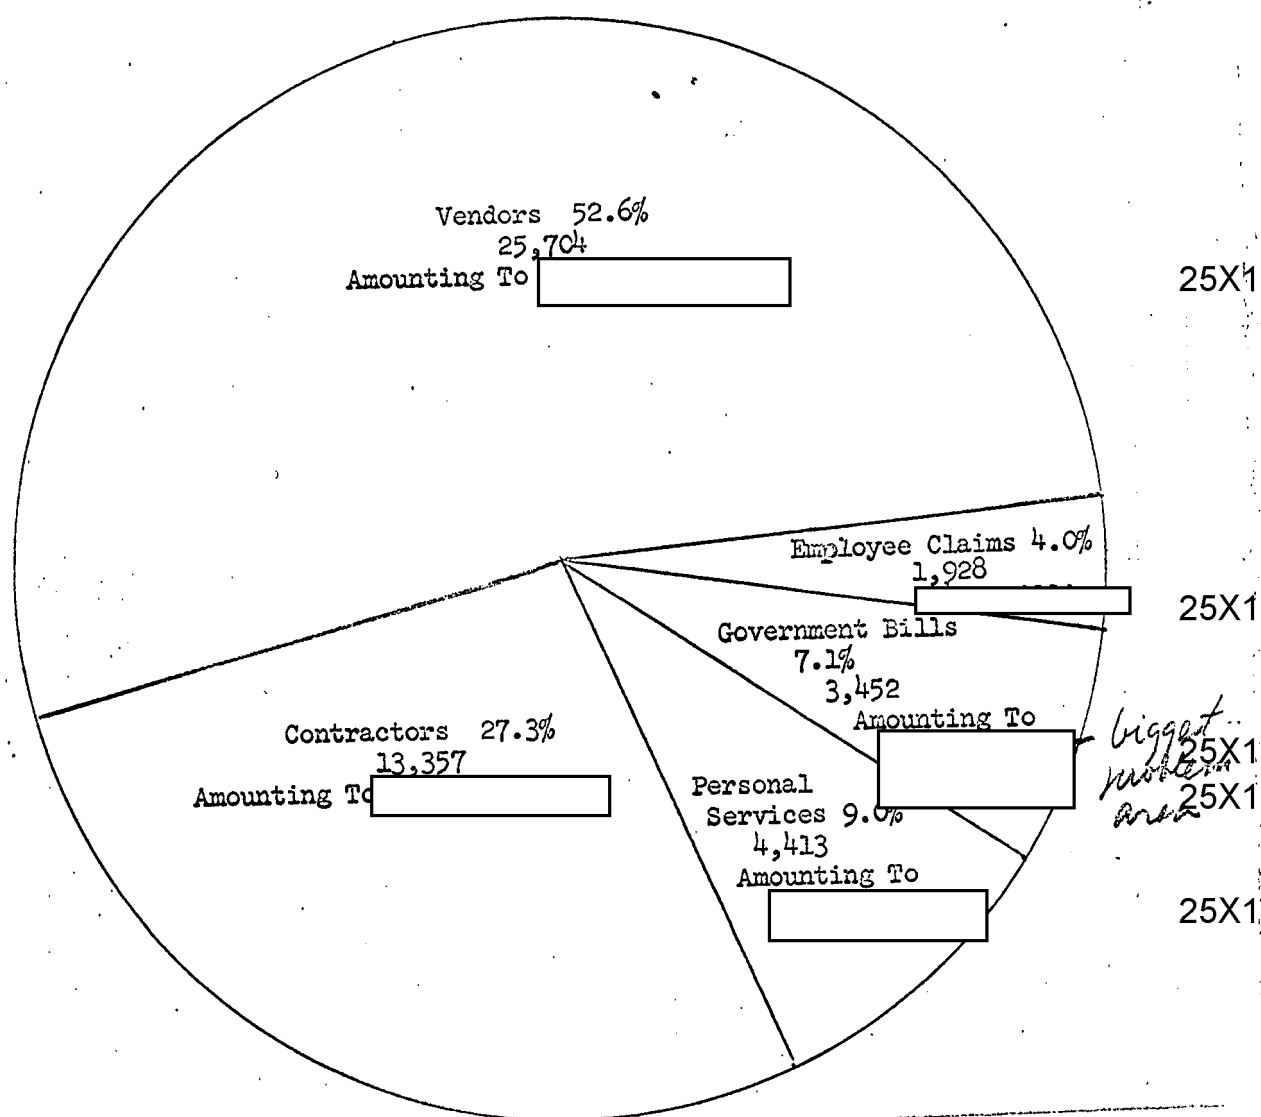 Vendors 52.6%
25,704
Amounting To
25X1
Employee Claims 4.0%
1,928
25X1
Government Bills
7.1%
3,452
Amounting To
biggest
problem
area
25X1
25X1
Contractors 27.3%
13,357
Amounting To
Personal
Services 9.0%
4,413
Amounting To
25X1